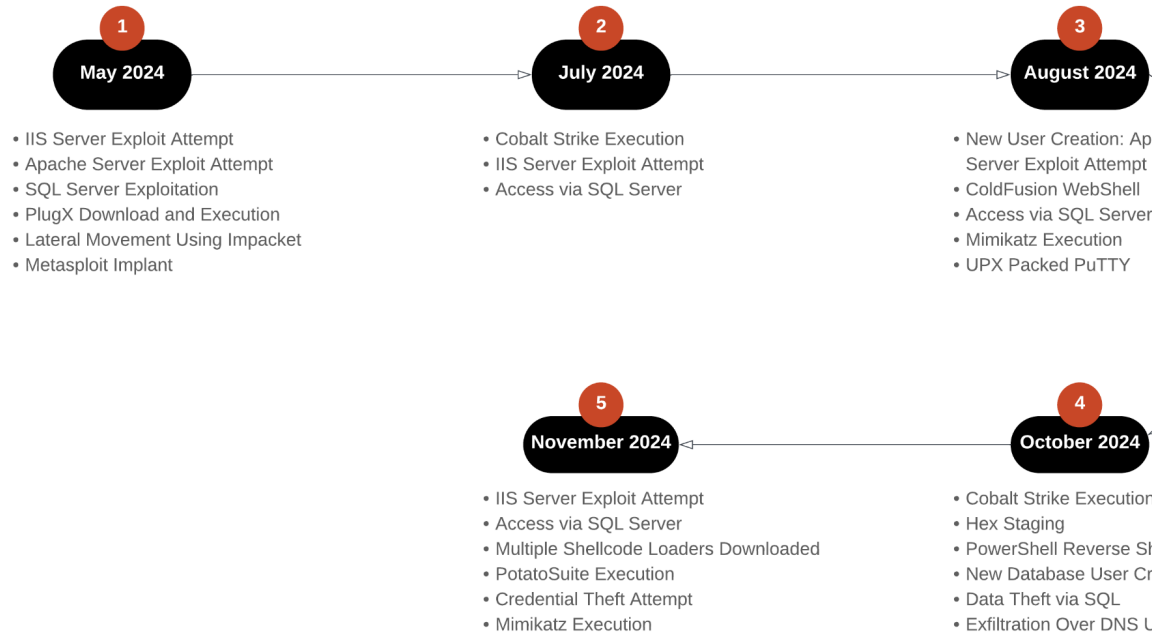 1
May 2024
• IIS Server Exploit Attempt
• Apache Server Exploit Attempt
• SQL Server Exploitation
• PlugX Download and Execution
• Lateral Movement Using Impacket
• Metasploit Implant
2
July 2024
• Cobalt Strike Execution
• IIS Server Exploit Attempt
• Access via SQL Server
3
August 2024
• New User Creation:
Server Exploit Attempt
• ColdFusion WebShell
• Access via SQL Server
• Mimikatz Execution
• UPX Packed PuTTY
4
October 2024
• Cobalt Strike Execution
• Hex Staging
• PowerShell Reverse
• New Database User
• Data Theft via SQL
• Exfiltration Over DNS
5
November 2024
• IIS Server Exploit Attempt
• Access via SQL Server
• Multiple Shellcode Loaders Downloaded
• PotatoSuite Execution
• Credential Theft Attempt
• Mimikatz Execution